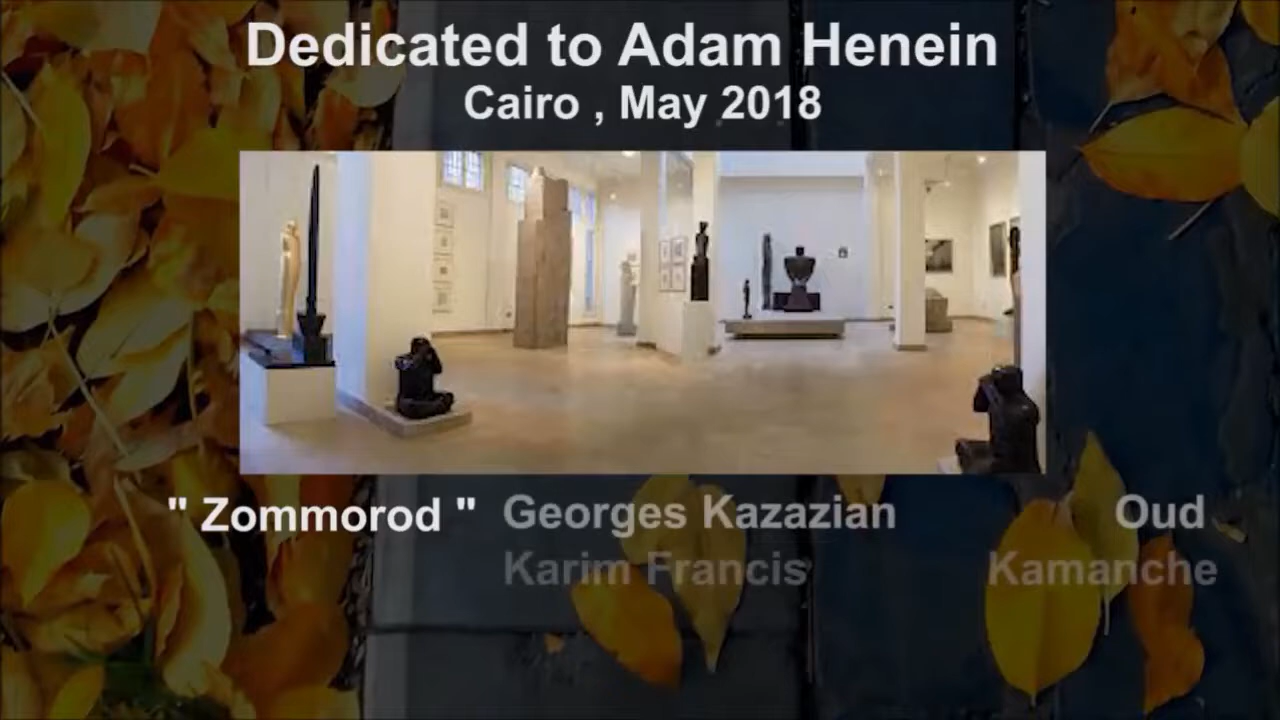 Dedicated to Adam Henein
Cairo , May 2018
" Zommorod " Georges Kazazian Oud
Karim Francis Kamanche